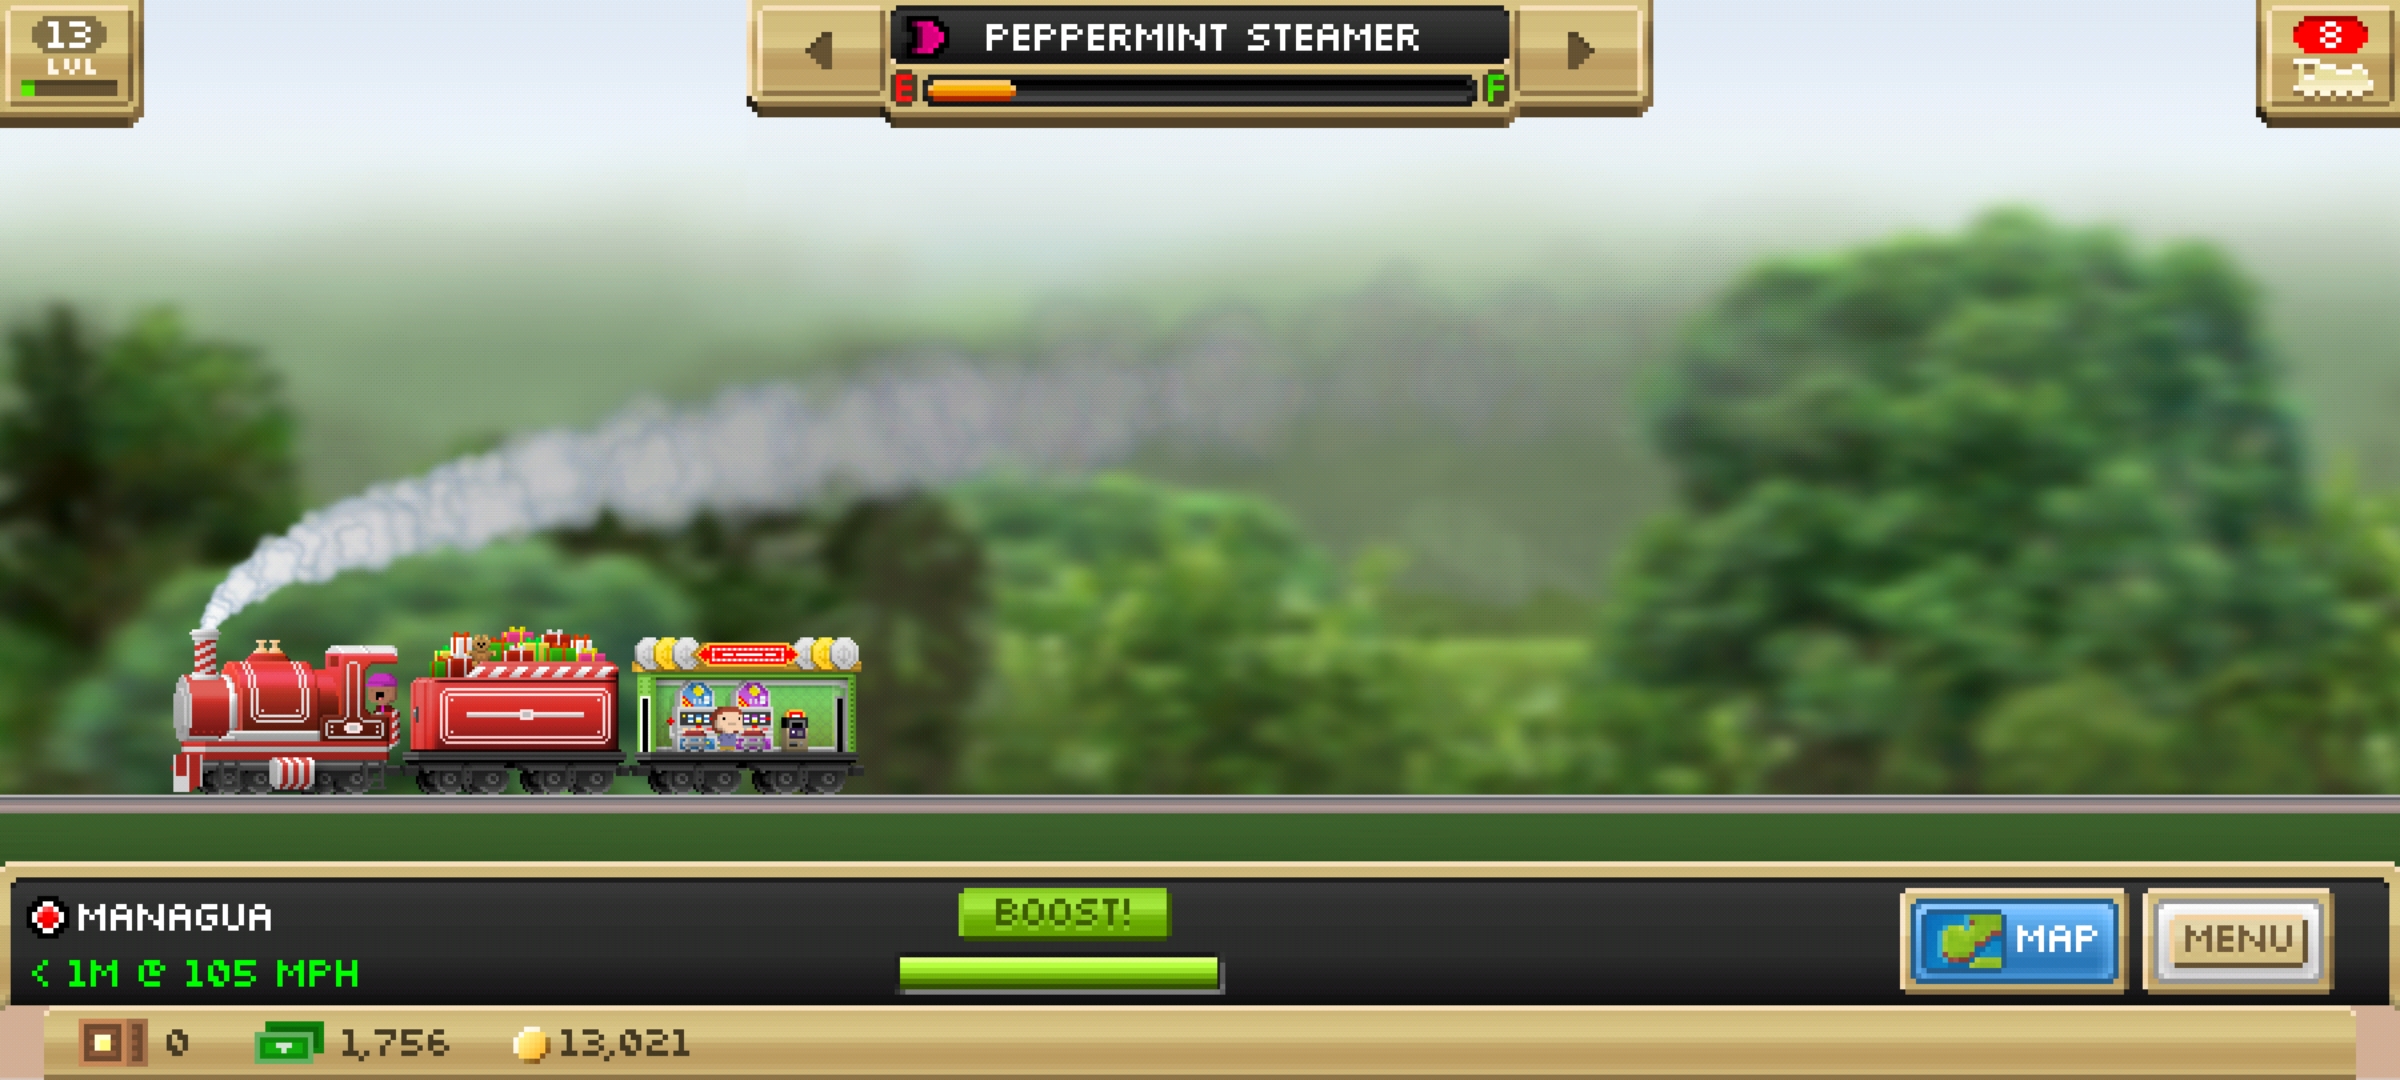 13
LVL
PEPPERMINT STEAMER
E F
8
MANAGUA
< 1M @ 105 MPH
BOOST!
MAP
MENU
0
1,756
13,021